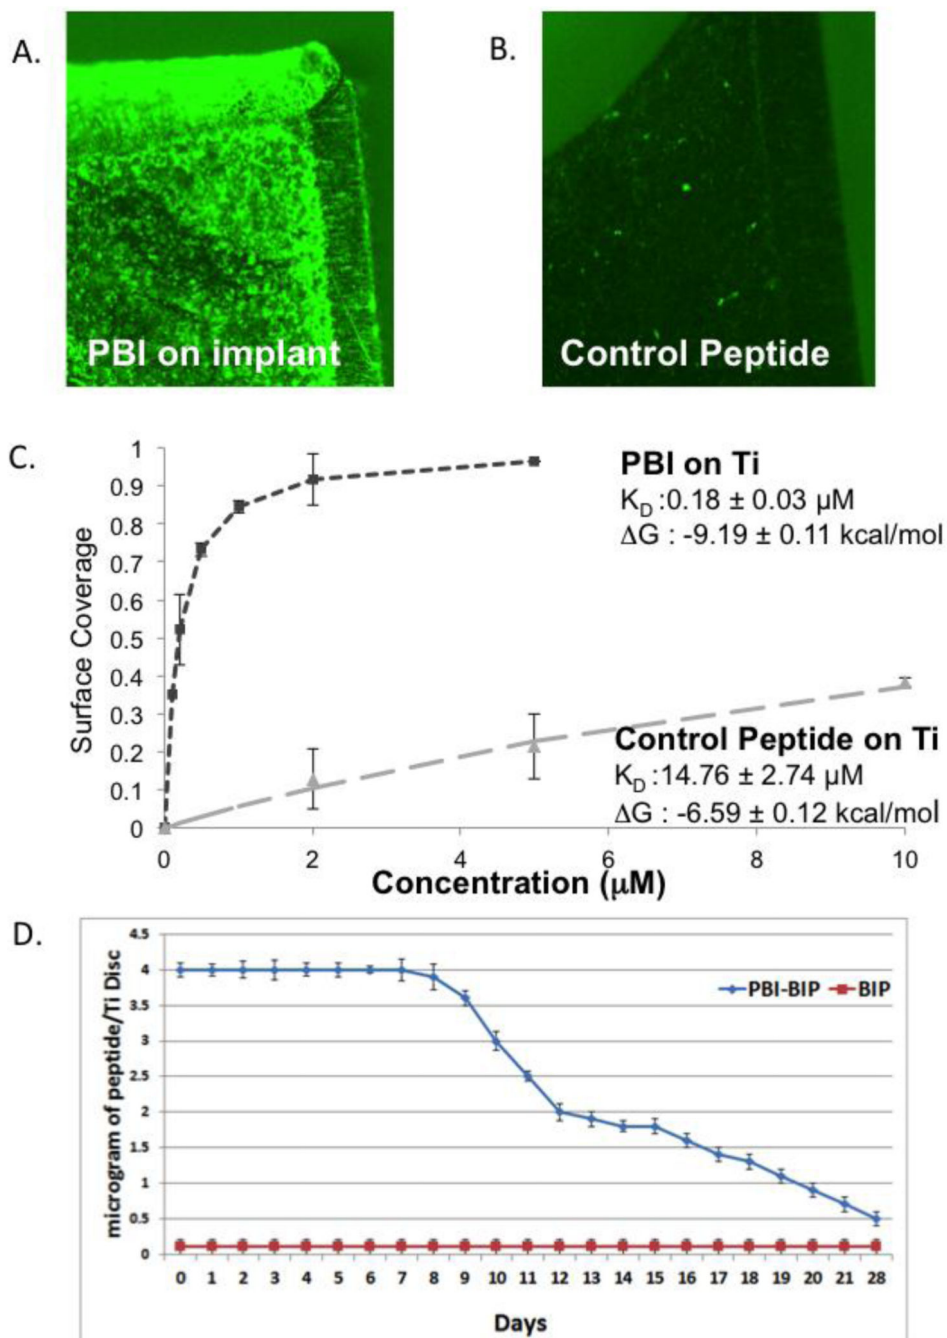 A.
B.
PBI on implant
Control Peptide
C.
Surface Coverage
1
0.9
0.8
0.7
0.6
0.5
0.4
0.3
0.2
0.1
0
PBI on Ti
K_D :0.18 ± 0.03 μM
ΔG : -9.19 ± 0.11 kcal/mol
Control Peptide on Ti
K_D :14.76 ± 2.74 μM
ΔG : -6.59 ± 0.12 kcal/mol
0 2 4 6 8 10
Concentration (μM)
D.
microgram of peptide/Ti Disc
4.5
4
3.5
3
2.5
2
1.5
1
0.5
0
PBI-BIP BIP
0 1 2 3 4 5 6 7 8 9 10 11 12 13 14 15 16 17 18 19 20 21 28
Days